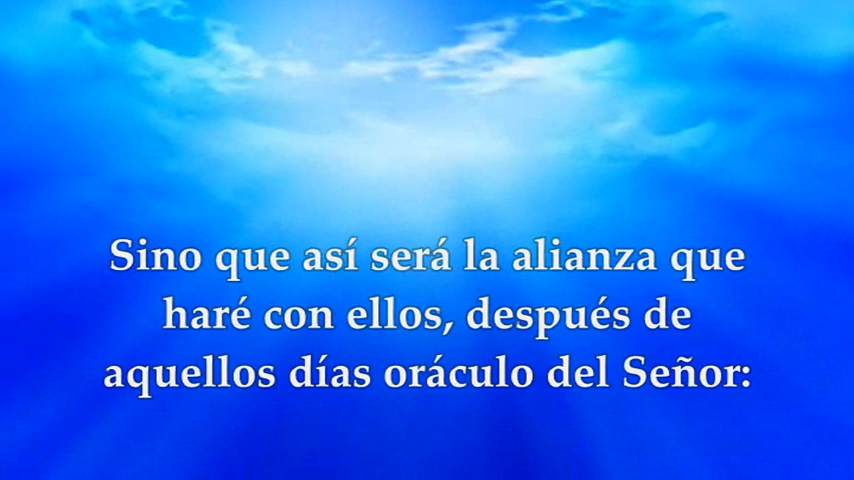 Sino que así será la alianza que
haré con ellos, después de
aquellos días oráculo del Señor: